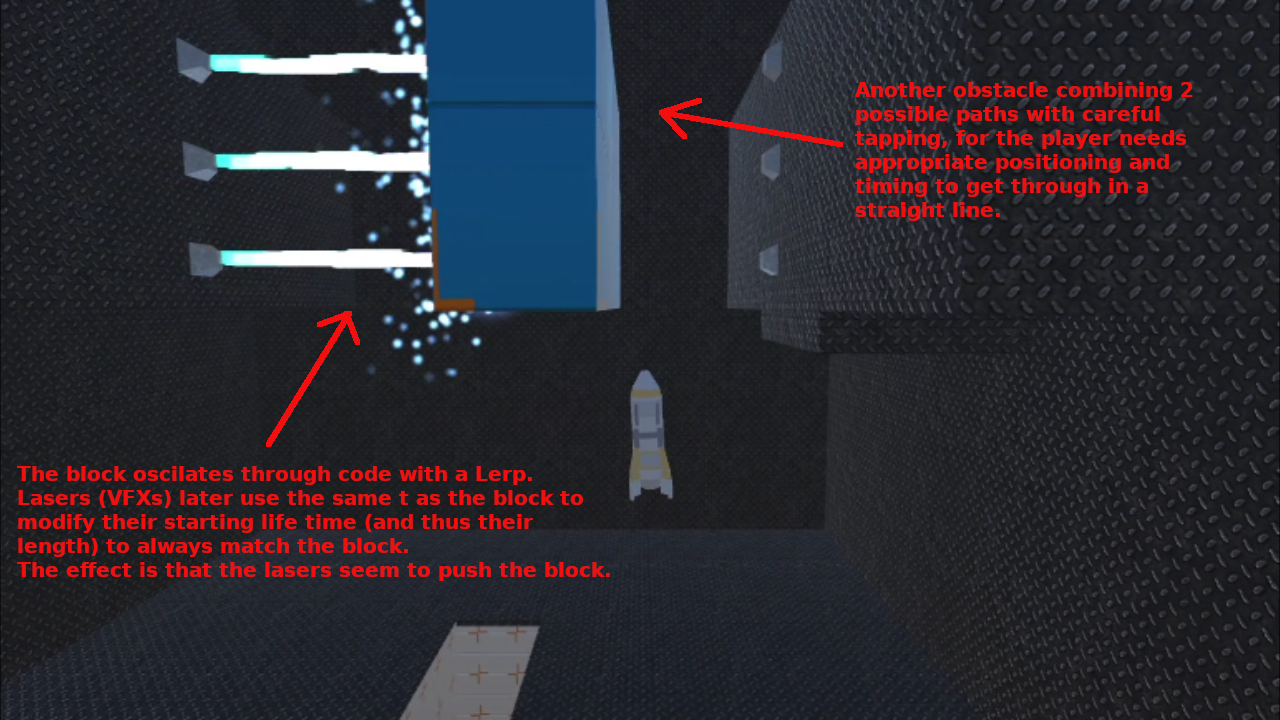 Another obstacle combining 2
possible paths with careful
tapping, for the player needs
appropriate positioning and
timing to get through in a
straight line.
The block oscilates through code with a Lerp.
Lasers (VFXs) later use the same t as the block to
modify their starting life time (and thus their
length) to always match the block.
The effect is that the lasers seem to push the block.